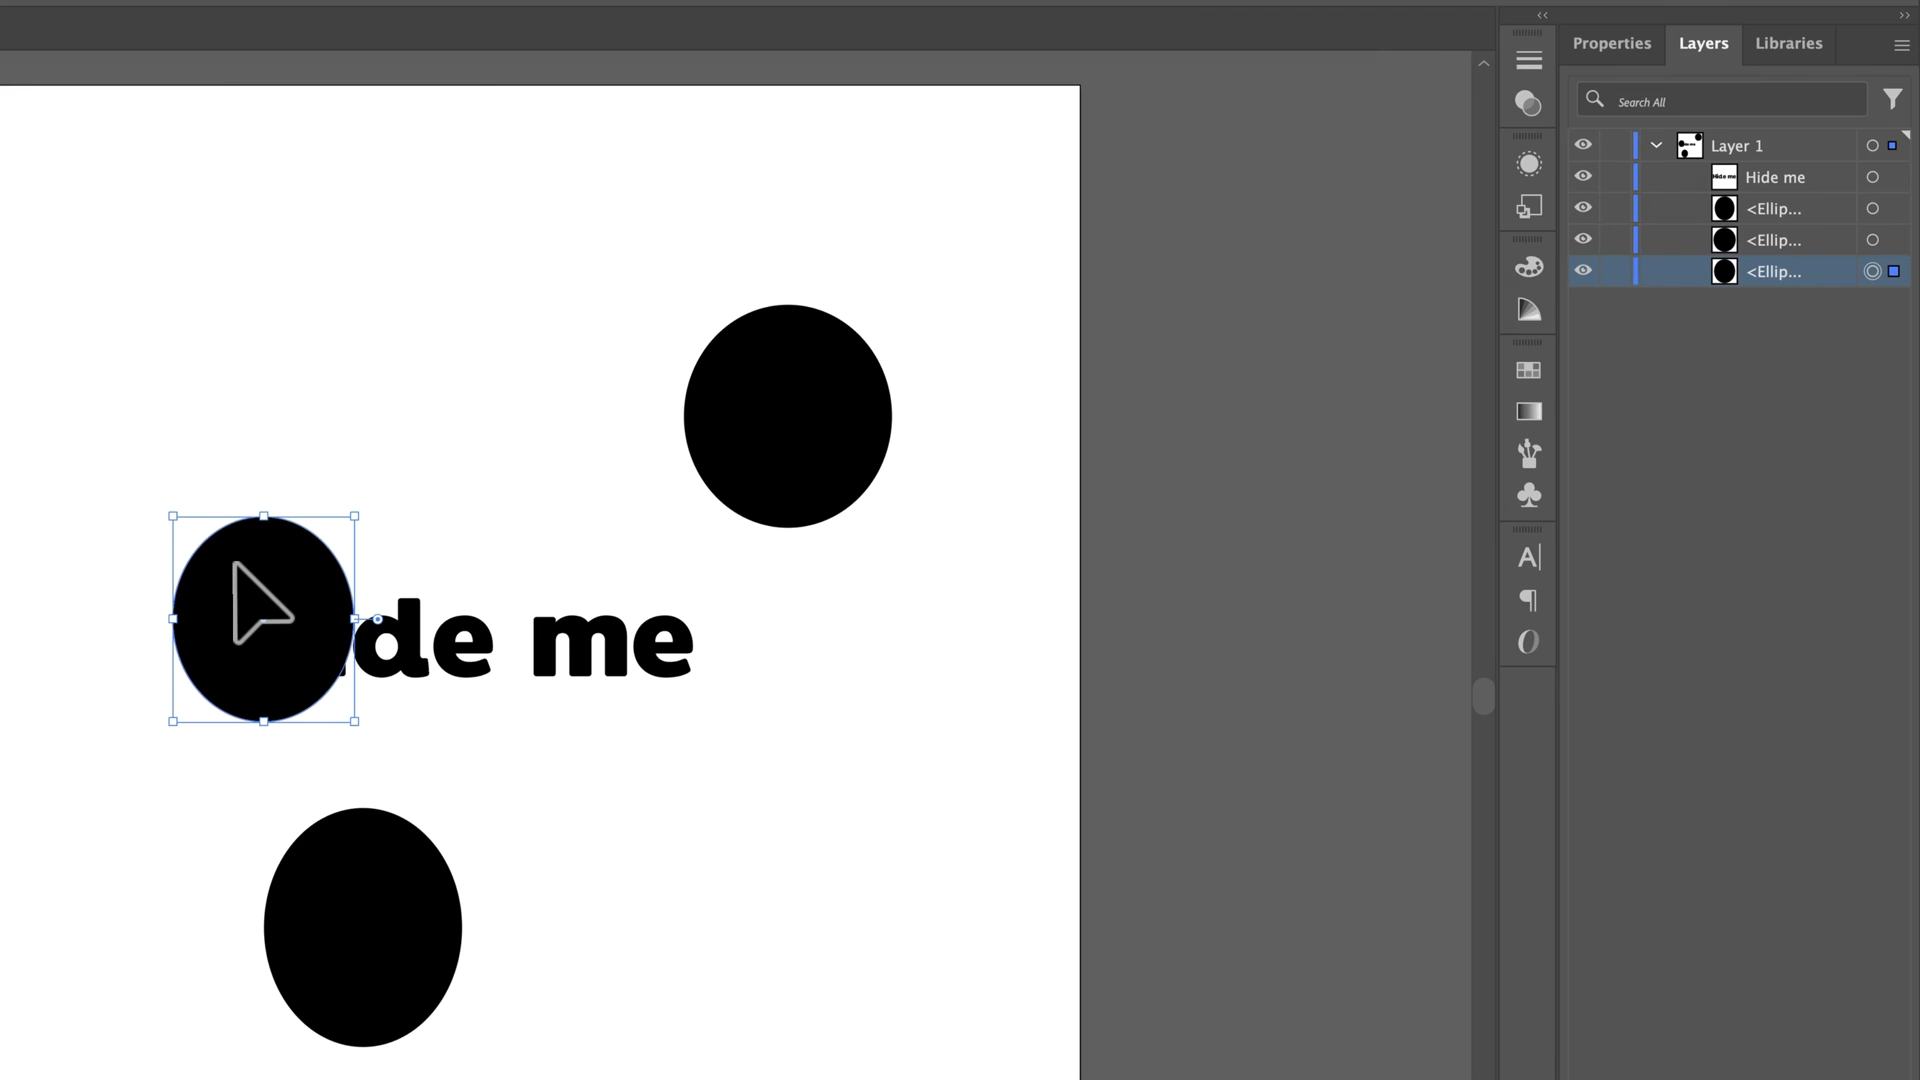 Properties Layers Libraries
Search All
Layer 1
Hide me
<Ellip...
<Ellip...
<Ellip...
de me